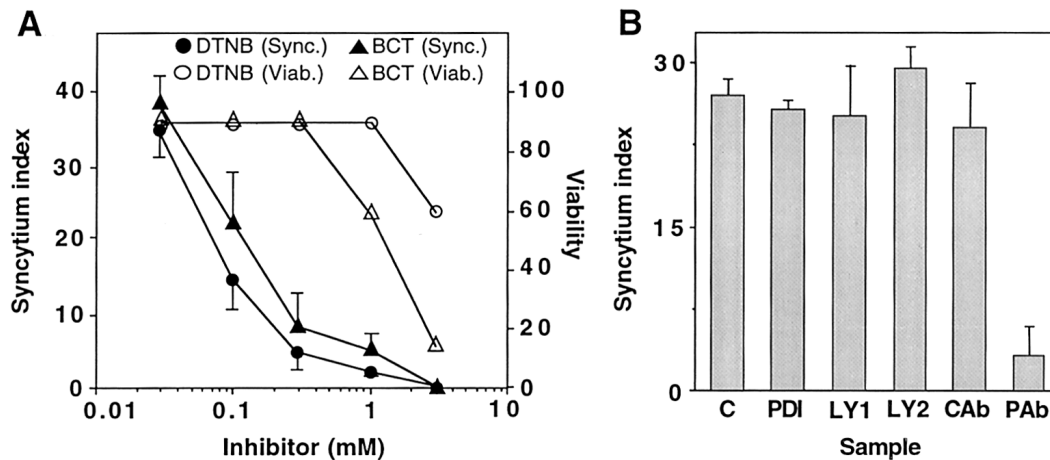 A
DTNB (Sync.) BCT (Sync.)
DTNB (Viab.) BCT (Viab.)
40
30
20
10
0
Syncytium index
100
80
60
40
20
0
Viability
0.01 0.1 1 10
Inhibitor (mM)
B
30
15
0
Syncytium index
C PDI LY1 LY2 CAb PAb
Sample